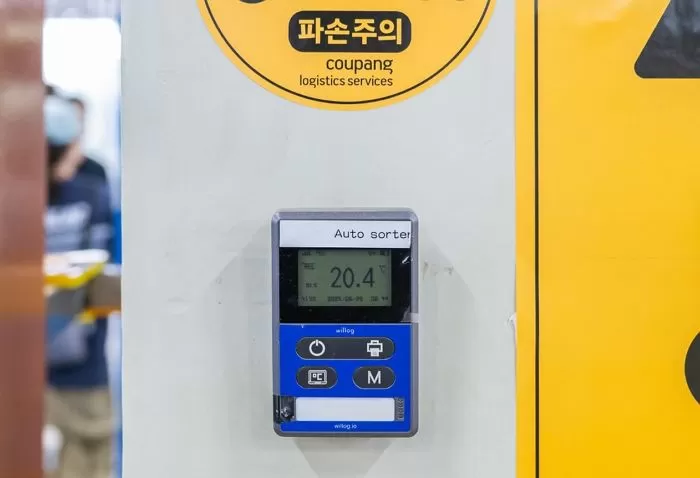 파손주의
coupang
logistics services
Auto sorter
20.4
℃
willog
℃
M
willog.io